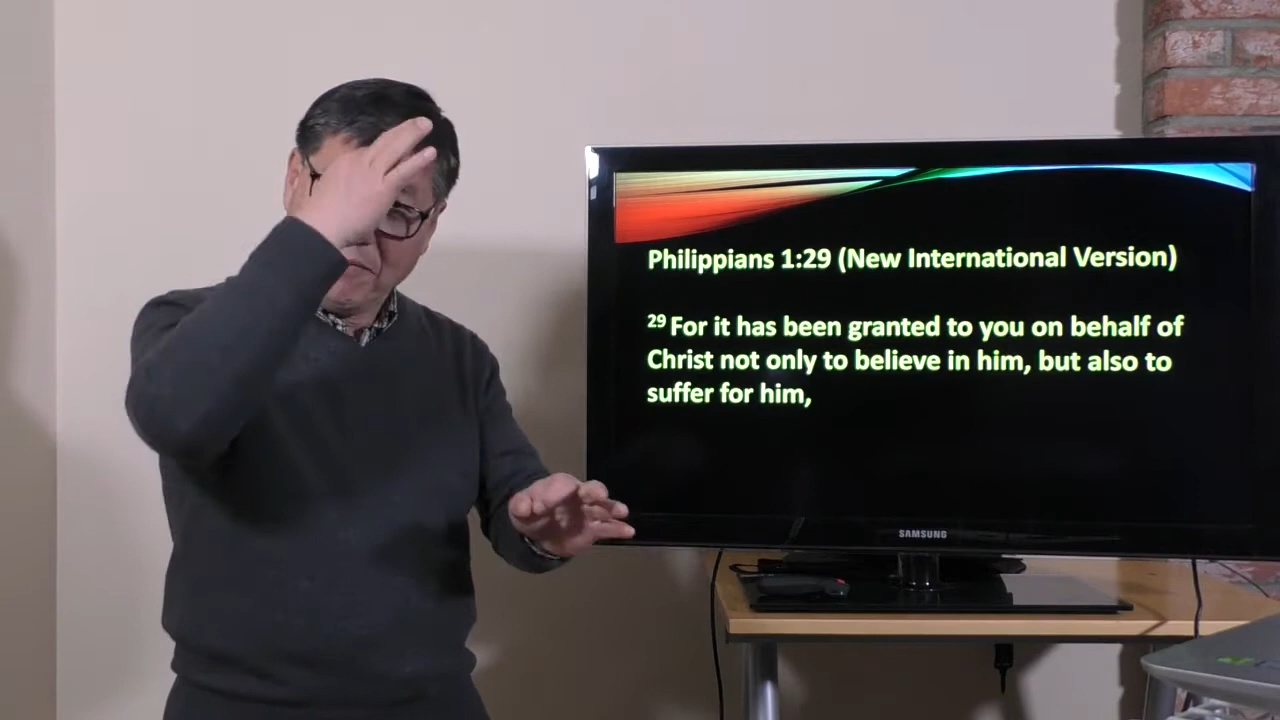 Philippians 1:29 (New International Version)
29 For it has been granted to you on behalf of
Christ not only to believe in him, but also to
suffer for him,
SAMSUNG